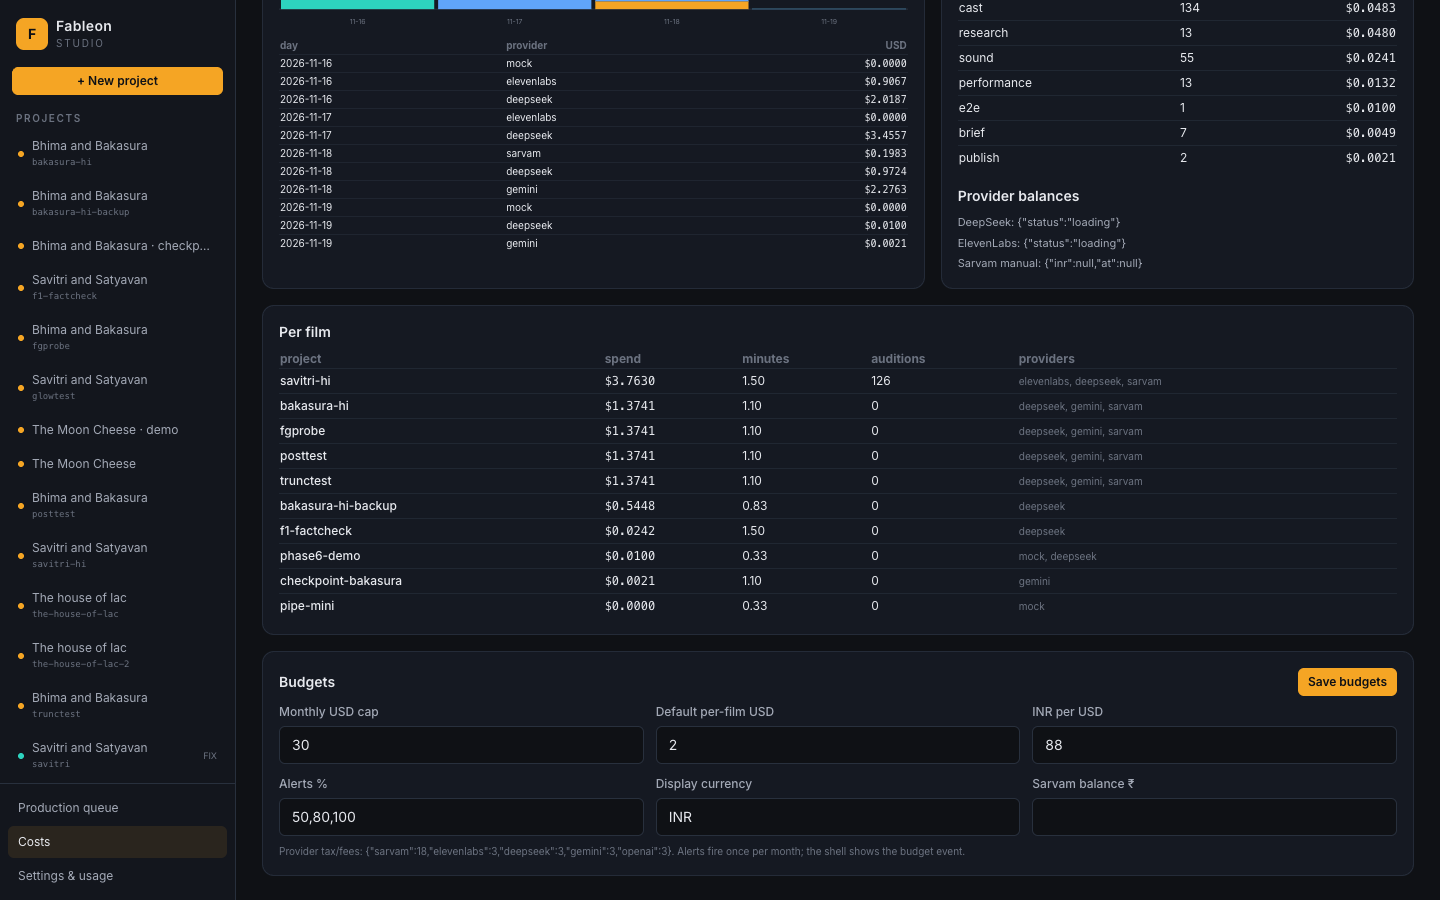 F
Fableon
STUDIO
+ New project
PROJECTS
Bhima and Bakasura
bakasura-hi
Bhima and Bakasura
bakasura-hi-backup
Bhima and Bakasura · checkp...
Savitri and Satyavan
f1-factcheck
Bhima and Bakasura
fgprobe
Savitri and Satyavan
glowtest
The Moon Cheese · demo
The Moon Cheese
Bhima and Bakasura
posttest
Savitri and Satyavan
savitri-hi
The house of lac
the-house-of-lac
The house of lac
the-house-of-lac-2
Bhima and Bakasura
trunctest
Savitri and Satyavan FIX
savitri
Production queue
Costs
Settings & usage
11-16 11-17 11-18 11-19
day provider USD
2026-11-16 mock $0.0000
2026-11-16 elevenlabs $0.9067
2026-11-16 deepseek $2.0187
2026-11-17 elevenlabs $0.0000
2026-11-17 deepseek $3.4557
2026-11-18 sarvam $0.1983
2026-11-18 deepseek $0.9724
2026-11-18 gemini $2.2763
2026-11-19 mock $0.0000
2026-11-19 deepseek $0.0100
2026-11-19 gemini $0.0021
cast 134 $0.0483
research 13 $0.0480
sound 55 $0.0241
performance 13 $0.0132
e2e 1 $0.0100
brief 7 $0.0049
publish 2 $0.0021
Provider balances
DeepSeek: {"status":"loading"}
ElevenLabs: {"status":"loading"}
Sarvam manual: {"inr":null,"at":null}
Per film
project spend minutes auditions providers
savitri-hi $3.7630 1.50 126 elevenlabs, deepseek, sarvam
bakasura-hi $1.3741 1.10 0 deepseek, gemini, sarvam
fgprobe $1.3741 1.10 0 deepseek, gemini, sarvam
posttest $1.3741 1.10 0 deepseek, gemini, sarvam
trunctest $1.3741 1.10 0 deepseek, gemini, sarvam
bakasura-hi-backup $0.5448 0.83 0 deepseek
f1-factcheck $0.0242 1.50 0 deepseek
phase6-demo $0.0100 0.33 0 mock, deepseek
checkpoint-bakasura $0.0021 1.10 0 gemini
pipe-mini $0.0000 0.33 0 mock
Budgets
Save budgets
Monthly USD cap Default per-film USD INR per USD
30 2 88
Alerts % Display currency Sarvam balance ₹
50,80,100 INR
Provider tax/fees: {"sarvam":18,"elevenlabs":3,"deepseek":3,"gemini":3,"openai":3}. Alerts fire once per month; the shell shows the budget event.